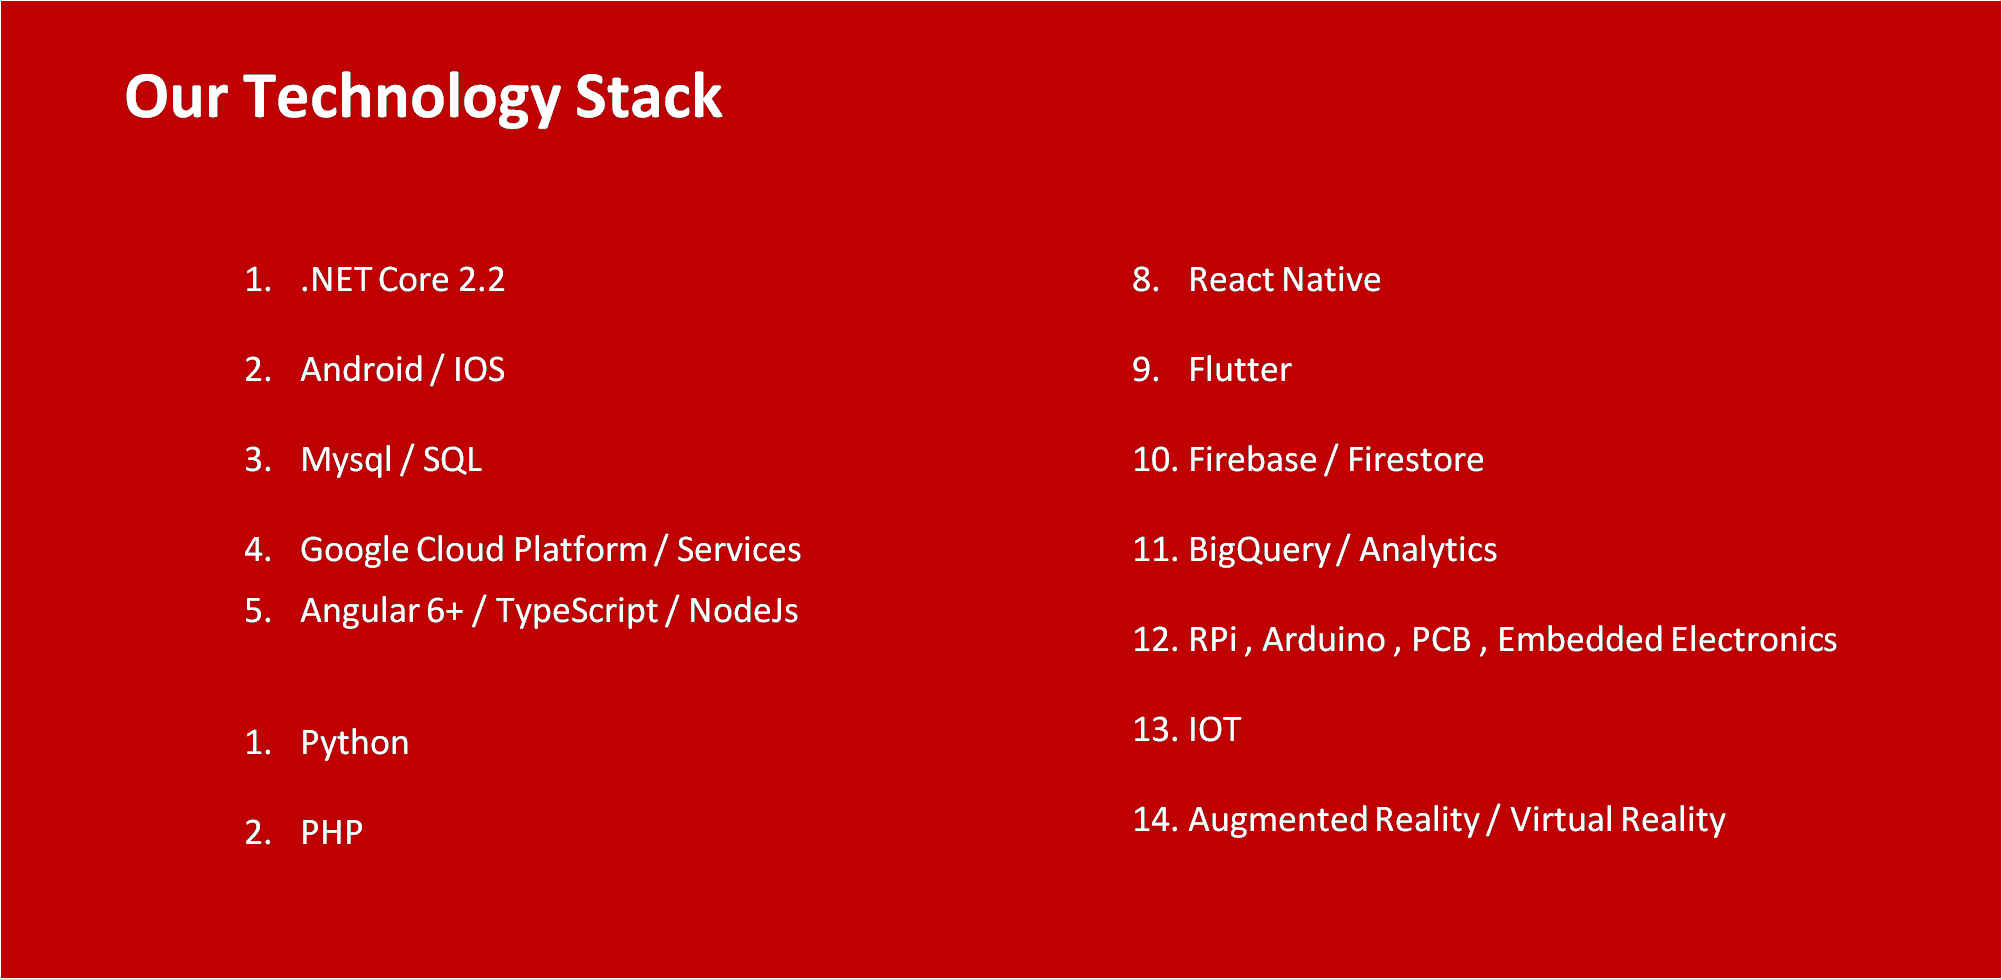 Our Technology Stack
1. .NET Core 2.2
2. Android / IOS
3. Mysql / SQL
4. Google Cloud Platform / Services
5. Angular 6+ / TypeScript / NodeJs
1. Python
2. PHP
8. React Native
9. Flutter
10. Firebase / Firestore
11. BigQuery / Analytics
12. RPi , Arduino , PCB , Embedded Electronics
13. IOT
14. Augmented Reality / Virtual Reality